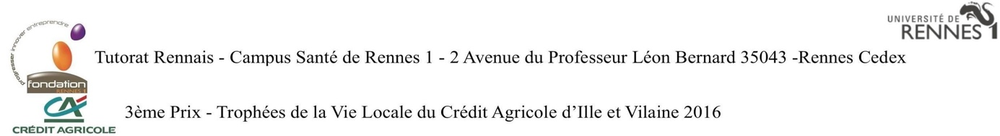 UNIVERSITÉ DE
RENNES 1
progresser innover entreprendre
Tutorat Rennais - Campus Santé de Rennes 1 - 2 Avenue du Professeur Léon Bernard 35043 -Rennes Cedex
fondation
RENNES 1
3ème Prix - Trophées de la Vie Locale du Crédit Agricole d’Ille et Vilaine 2016
CRÉDIT AGRICOLE